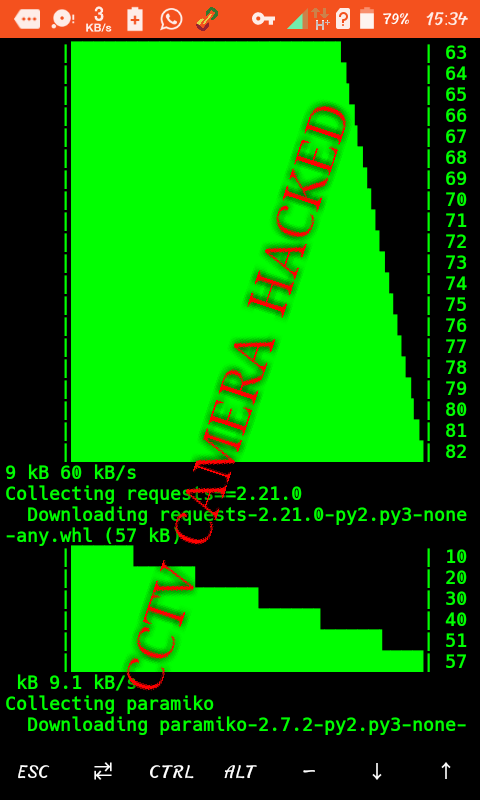 3 KB/s H+ 79% 15:34
63
64
65
66
67
68
69
70
71
72
73
74
75
76
77
78
79
80
81
82
9 kB 60 kB/s
Collecting requests==2.21.0
Downloading requests-2.21.0-py2.py3-none
-any.whl (57 kB)
10
20
30
40
51
57
kB 9.1 kB/s
Collecting paramiko
Downloading paramiko-2.7.2-py2.py3-none-
CCTV CAMERA HACKED
ESC CTRL ALT – ↓ ↑